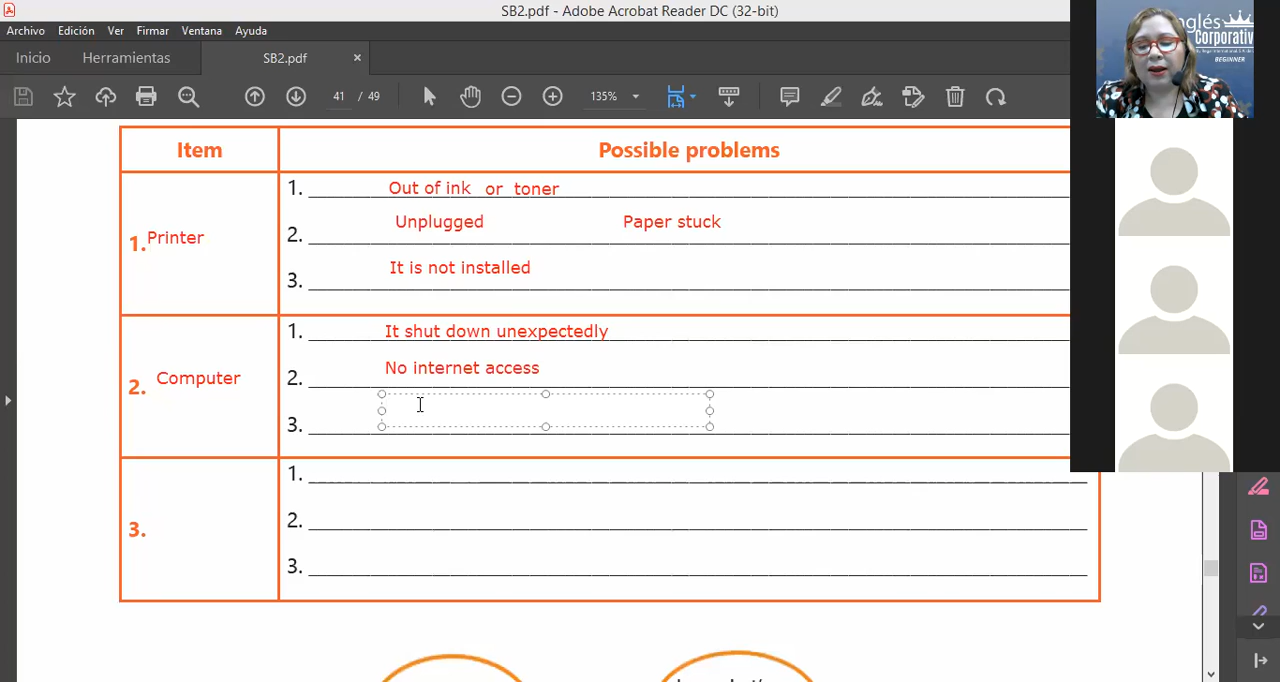 SB2.pdf - Adobe Acrobat Reader DC (32-bit)
Archivo Edición Ver Firmar Ventana Ayuda
Inicio Herramientas SB2.pdf ×
41 / 49 135%
Item Possible problems
1. Printer
1. Out of ink or toner
2. Unplugged Paper stuck
3. It is not installed
2. Computer
1. It shut down unexpectedly
2. No internet access
3.
3.
1.
2.
3.
nglés
Corporativ
BEGINNER